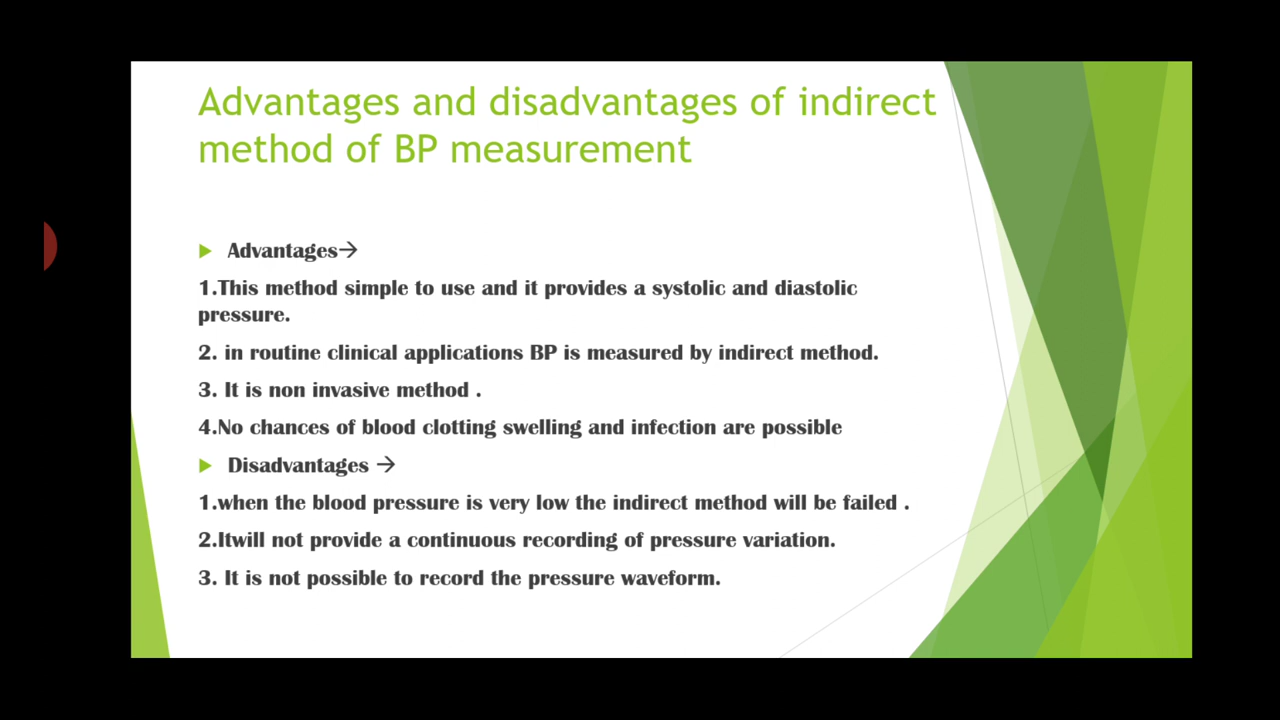 Advantages and disadvantages of indirect
method of BP measurement
Advantages→
1.This method simple to use and it provides a systolic and diastolic
pressure.
2. in routine clinical applications BP is measured by indirect method.
3. It is non invasive method .
4.No chances of blood clotting swelling and infection are possible
Disadvantages →
1.when the blood pressure is very low the indirect method will be failed .
2.Itwill not provide a continuous recording of pressure variation.
3. It is not possible to record the pressure waveform.